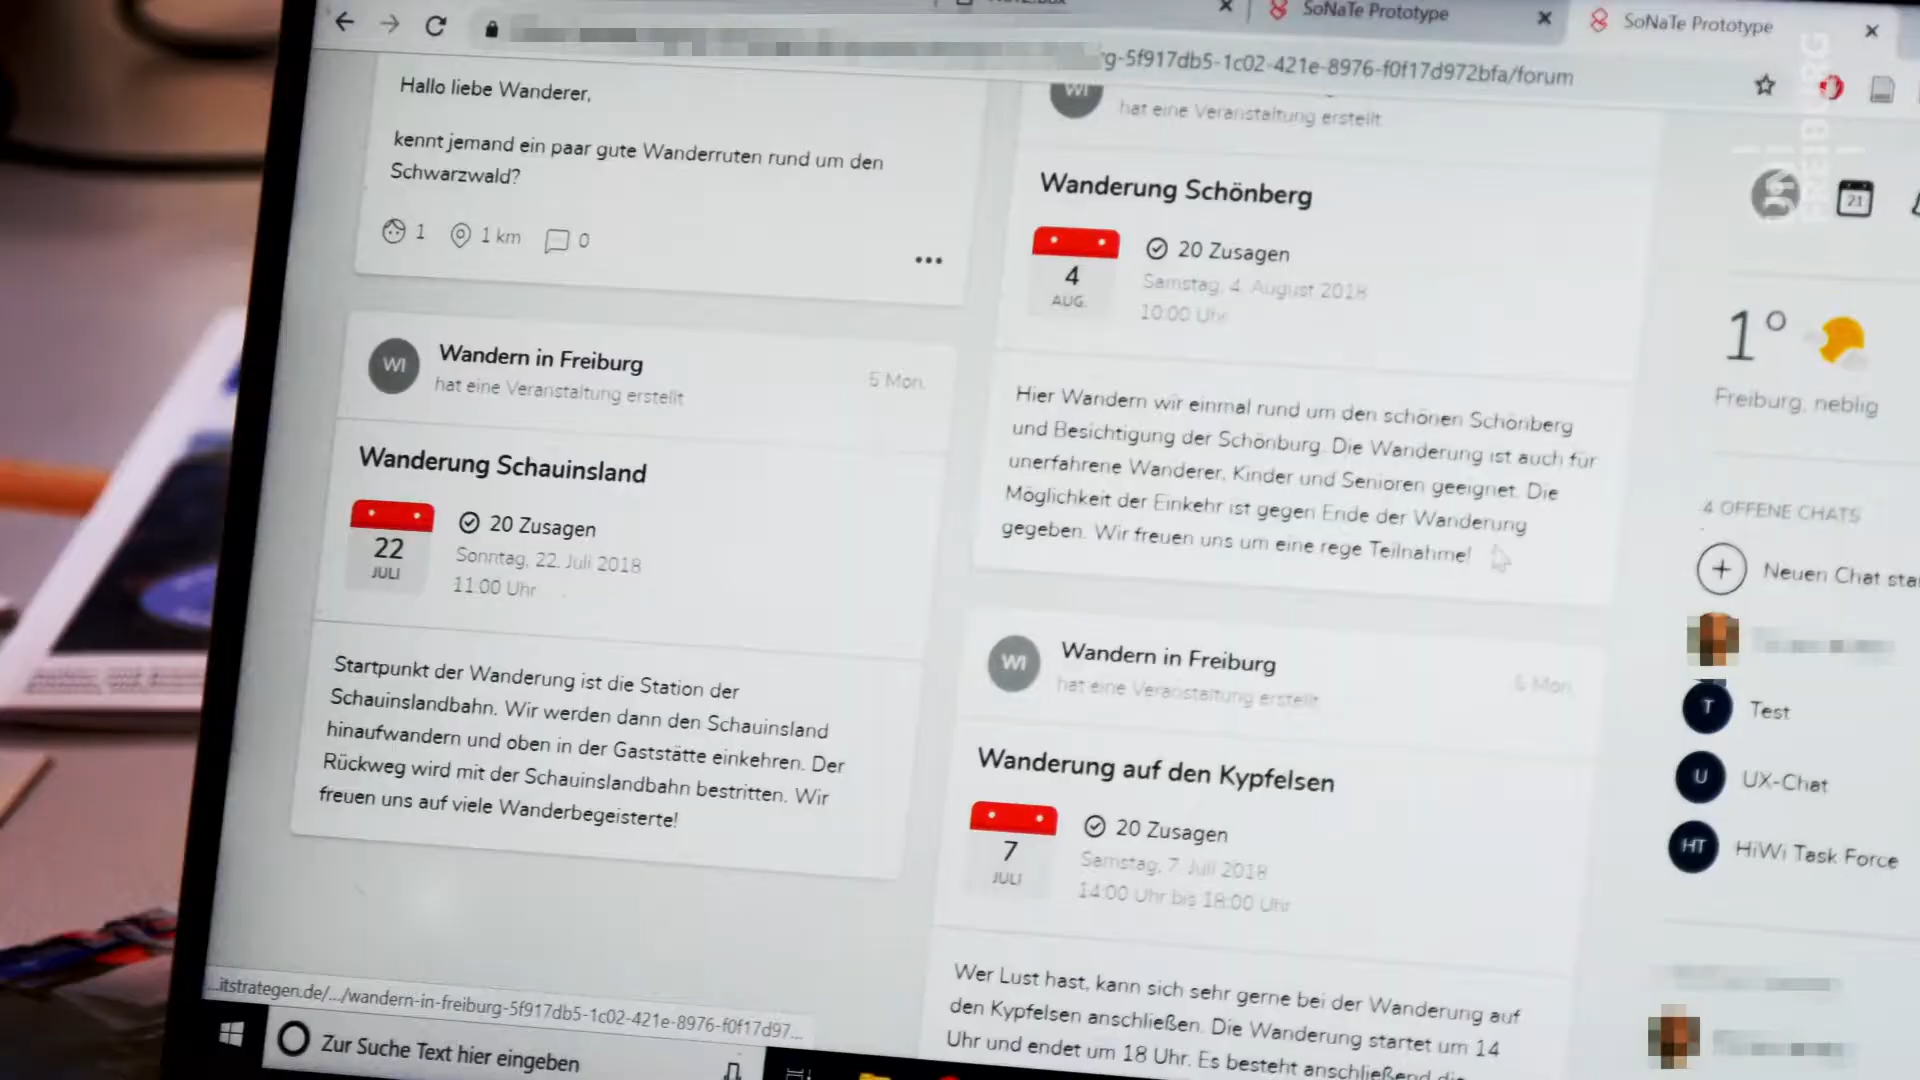 SoNaTe Prototype
SoNaTe Prototype
g-5f917db5-1c02-421e-8976-f0f17d972bfa/forum
FREIBURG
Hallo liebe Wanderer,
kennt jemand ein paar gute Wanderruten rund um den
Schwarzwald?
1
1 km
0
Wandern in Freiburg
WI
hat eine Veranstaltung erstellt
5 Mon.
Wanderung Schauinsland
20 Zusagen
22
JULI
Sonntag, 22. Juli 2018
11:00 Uhr
Startpunkt der Wanderung ist die Station der
Schauinslandbahn. Wir werden dann den Schauinsland
hinaufwandern und oben in der Gaststätte einkehren. Der
Rückweg wird mit der Schauinslandbahn bestritten. Wir
freuen uns auf viele Wanderbegeisterte!
WI
hat eine Veranstaltung erstellt
Wanderung Schönberg
20 Zusagen
4
AUG.
Samstag, 4. August 2018
10:00 Uhr
Hier Wandern wir einmal rund um den schönen Schönberg
und Besichtigung der Schönburg. Die Wanderung ist auch für
unerfahrene Wanderer, Kinder und Senioren geeignet. Die
Möglichkeit der Einkehr ist gegen Ende der Wanderung
gegeben. Wir freuen uns um eine rege Teilnahme!
Wandern in Freiburg
WI
hat eine Veranstaltung erstellt
Mon.
Wanderung auf den Kypfelsen
20 Zusagen
7
JULI
Samstag, 7. Juli 2018
14:00 Uhr bis 18:00 Uhr
Wer Lust hast, kann sich sehr gerne bei der Wanderung auf
den Kypfelsen anschließen. Die Wanderung startet um 14
Uhr und endet um 18 Uhr. Es besteht anschließend die
21
1°
Freiburg, neblig
4 OFFENE CHATS
+ Neuen Chat sta
T Test
U UX-Chat
HT HiWi Task Force
...itstrategen.de/.../wandern-in-freiburg-5f917db5-1c02-421e-8976-f0f17d97...
Zur Suche Text hier eingeben